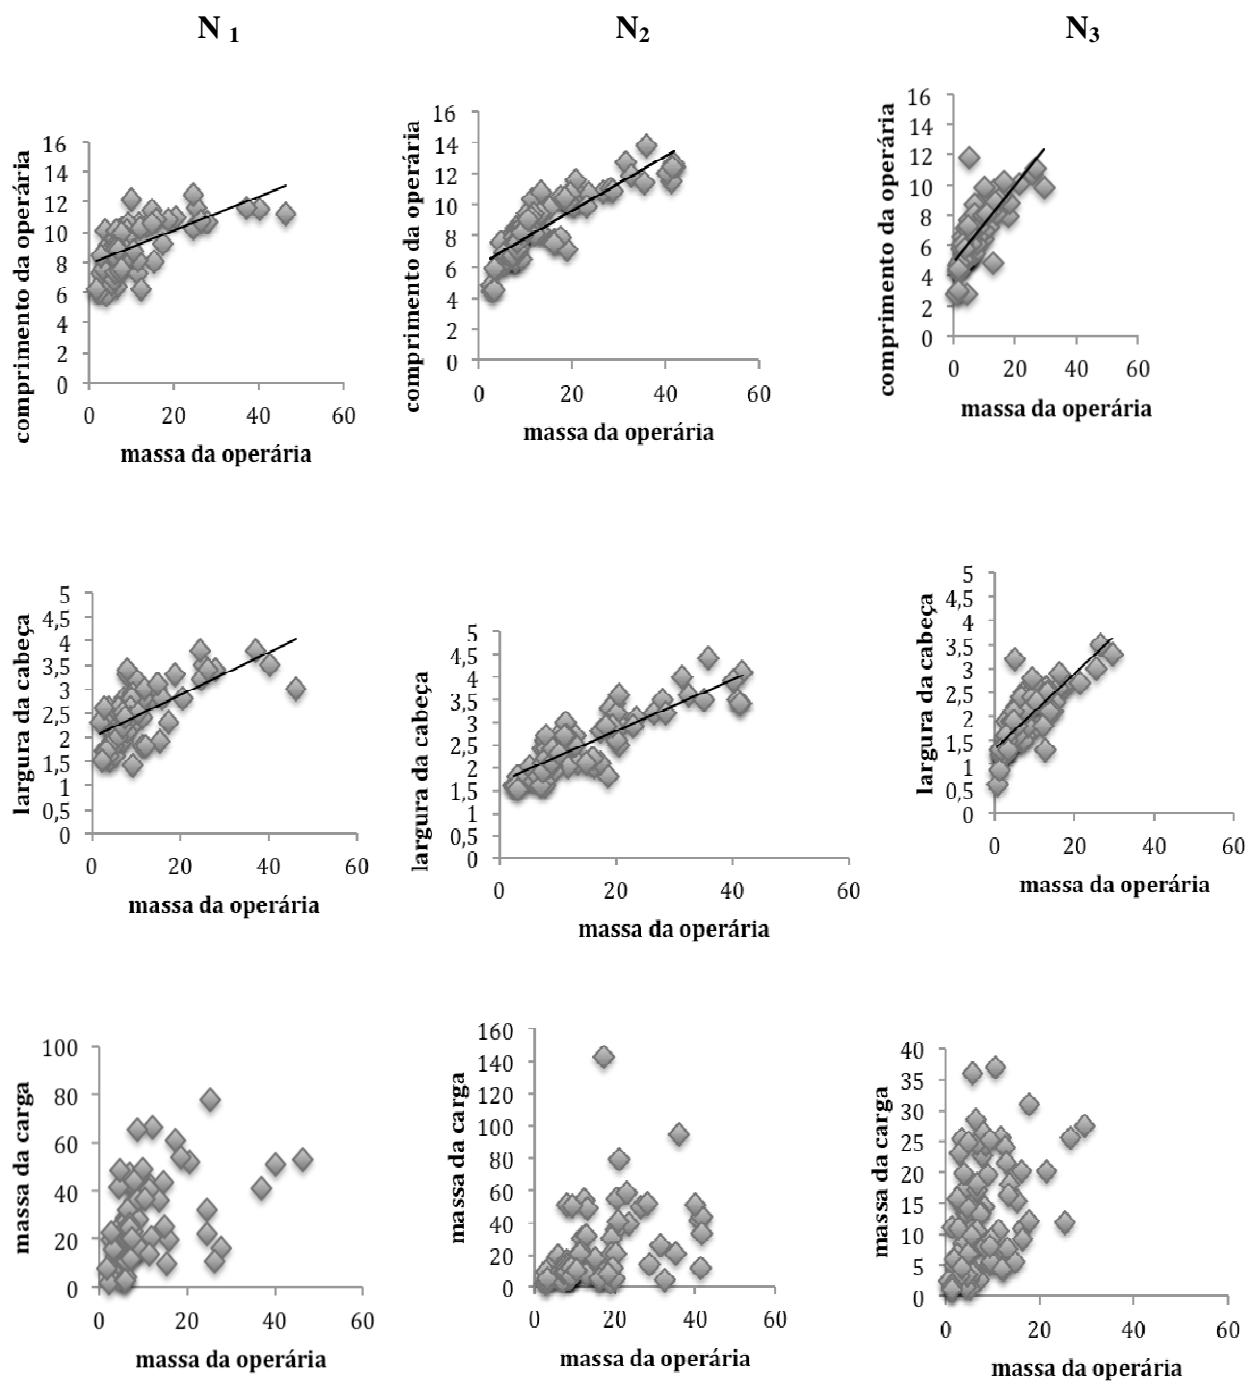 N 1
N2
N3
comprimento da operária
16
14
12
10
8
6
4
2
0
0 20 40 60
massa da operária
comprimento da operária
16
14
12
10
8
6
4
2
0
0 20 40 60
massa da operária
comprimento da operária
16
14
12
10
8
6
4
2
0
0 20 40 60
massa da operária
largura da cabeça
5
4,5
4
3,5
3
2,5
2
1,5
1
0,5
0
0 20 40 60
massa da operária
largura da cabeça
5
4,5
4
3,5
3
2,5
2
1,5
1
0,5
0
0 20 40 60
massa da operária
largura da cabeça
5
4,5
4
3,5
3
2,5
2
1,5
1
0,5
0
0 20 40 60
massa da operária
massa da carga
100
80
60
40
20
0
0 20 40 60
massa da operária
massa da carga
160
140
120
100
80
60
40
20
0
0 20 40 60
massa da operária
massa da carga
40
35
30
25
20
15
10
5
0
0 20 40 60
massa da operária